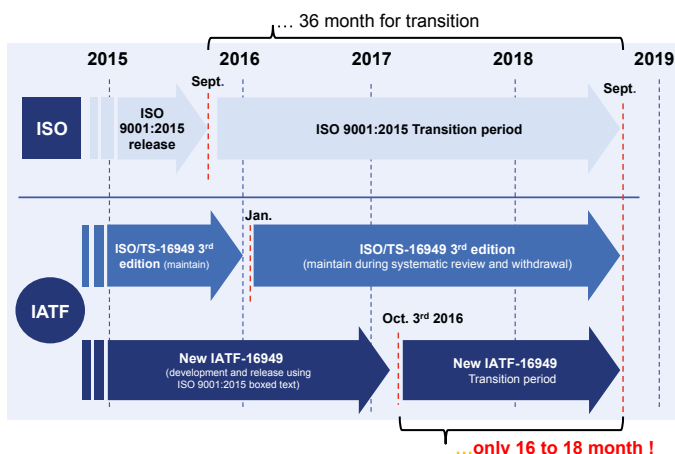 … 36 month for transition
2015 2016 2017 2018 2019
Sept.
Sept.
ISO
ISO
9001:2015
release
ISO 9001:2015 Transition period
Jan.
IATF
ISO/TS-16949 3rd
edition (maintain)
ISO/TS-16949 3rd edition
(maintain during systematic review and withdrawal)
Oct. 3rd 2016
New IATF-16949
(development and release using
ISO 9001:2015 boxed text)
New IATF-16949
Transition period
…only 16 to 18 month !